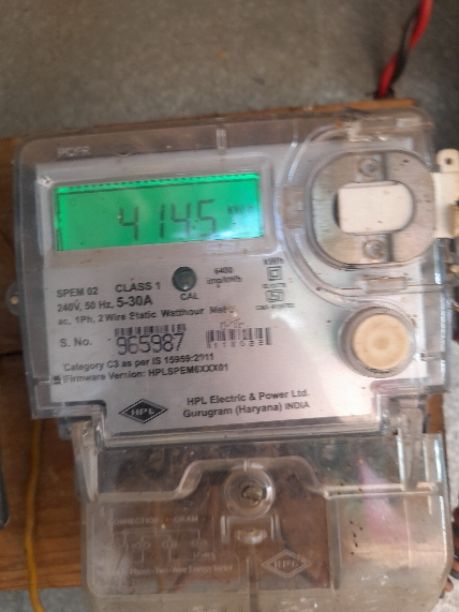 414.5 kWh
SPEM 02 CLASS 1
240V, 50 Hz, 5-30A
CAL
6400
imp/kWh
ac, 1Ph, 2 Wire Static Watthour Meter
S. No. 965987
Category C3 as per IS 15959:2011
Firmware Version: HPLSPEM6XXX01
HPL
HPL Electric & Power Ltd.
Gurugram (Haryana) INDIA
HPL